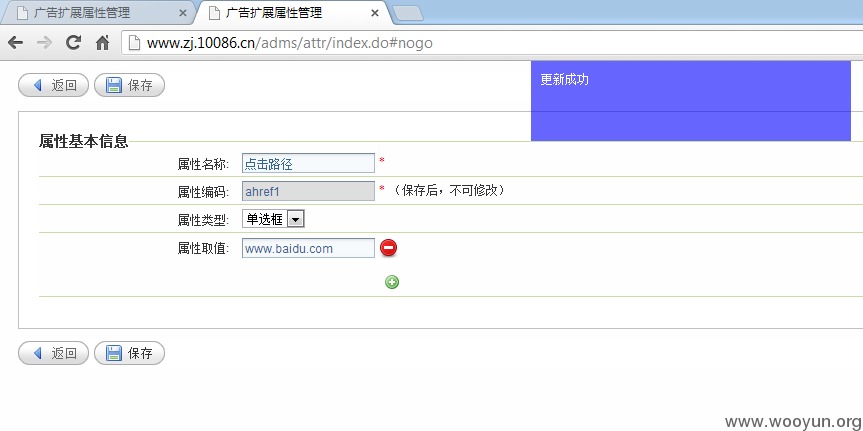 广告扩展属性管理 广告扩展属性管理
www.zj.10086.cn/adms/attr/index.do#nogo
返回 保存
更新成功
属性基本信息
属性名称: 点击路径 *
属性编码: ahref1 * (保存后，不可修改)
属性类型: 单选框
属性取值: www.baidu.com
返回 保存
www.wooyun.org